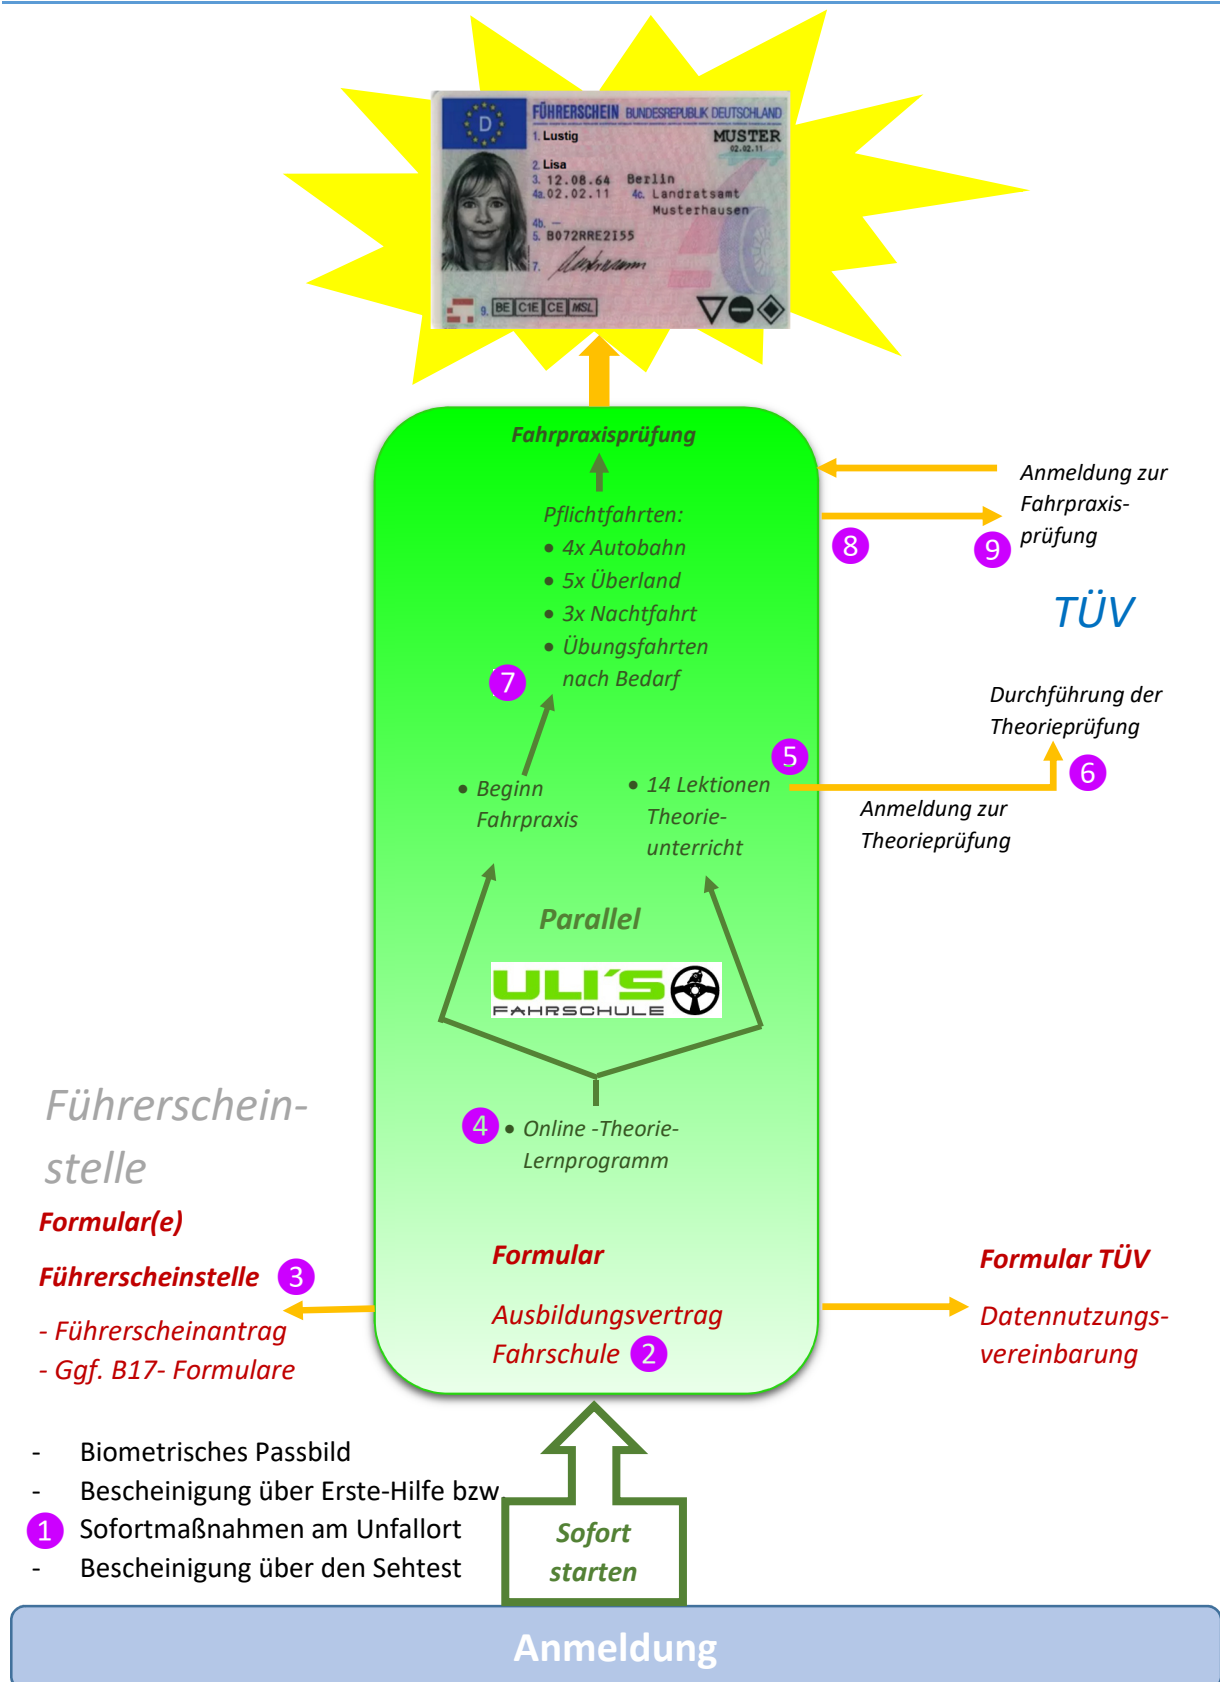 D
FÜHRERSCHEIN BUNDESREPUBLIK DEUTSCHLAND
1. Lustig
MUSTER
02.02.11
2. Lisa
3. 12.08.64 Berlin
4a. 02.02.11 4c. Landratsamt
Musterhausen
4b. —
5. B072RRE2I55
7. Mustermann
9. BE C1E CE MSL
Fahrpraxisprüfung
Pflichtfahrten:
• 4x Autobahn
• 5x Überland
• 3x Nachtfahrt
• Übungsfahrten
nach Bedarf
7
8
9
Anmeldung zur
Fahrpraxis-
prüfung
TÜV
Durchführung der
Theorieprüfung
5
6
• Beginn
Fahrpraxis
• 14 Lektionen
Theorie-
unterricht
Anmeldung zur
Theorieprüfung
Parallel
ULI´S
FAHRSCHULE
4
• Online -Theorie-
Lernprogramm
Führerschein-
stelle
Formular(e)
Führerscheinstelle 3
- Führerscheinantrag
- Ggf. B17- Formulare
Formular
Ausbildungsvertrag
Fahrschule 2
Formular TÜV
Datennutzungs-
vereinbarung
- Biometrisches Passbild
- Bescheinigung über Erste-Hilfe bzw.
1 Sofortmaßnahmen am Unfallort
- Bescheinigung über den Sehtest
Sofort
starten
Anmeldung